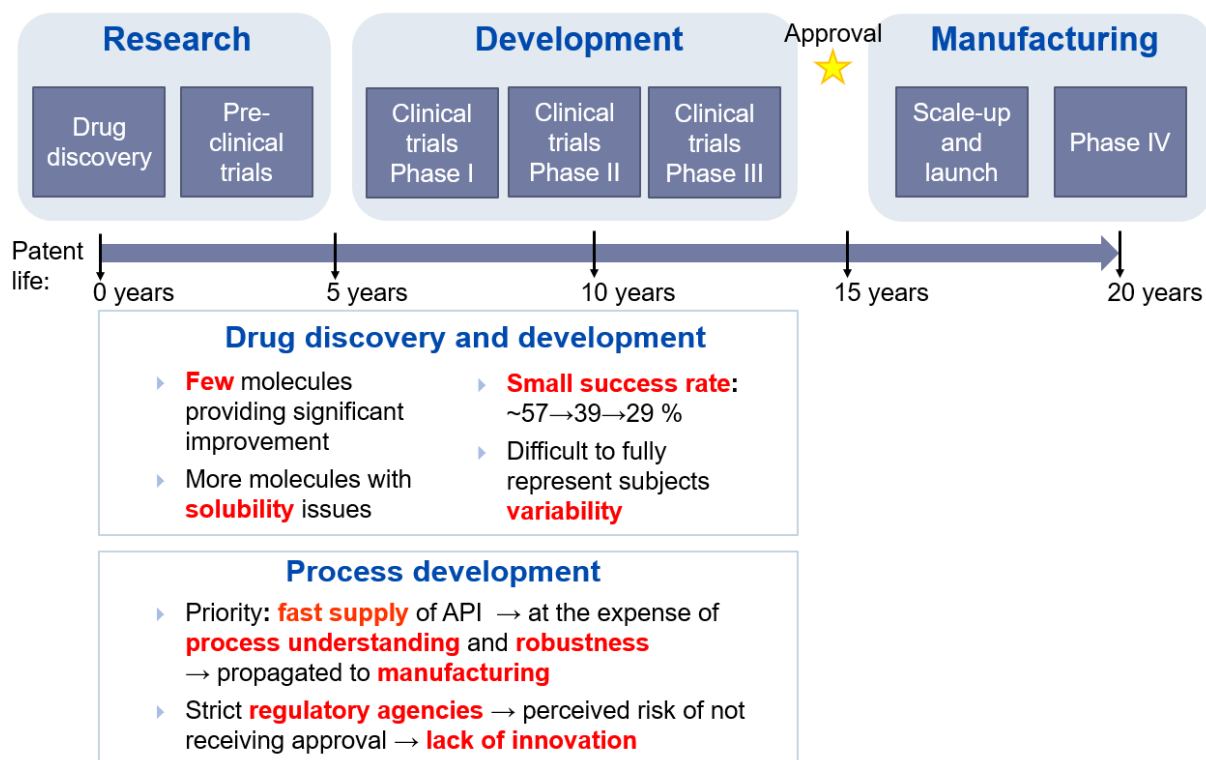 Research
Development
Approval
Manufacturing
Drug
discovery
Pre-
clinical
trials
Clinical
trials
Phase I
Clinical
trials
Phase II
Clinical
trials
Phase III
Scale-up
and
launch
Phase IV
Patent
life:
0 years
5 years
10 years
15 years
20 years
Drug discovery and development
Few molecules
providing significant
improvement
More molecules with
solubility issues
Small success rate:
~57→39→29 %
Difficult to fully
represent subjects
variability
Process development
Priority: fast supply of API → at the expense of
process understanding and robustness
→ propagated to manufacturing
Strict regulatory agencies → perceived risk of not
receiving approval → lack of innovation